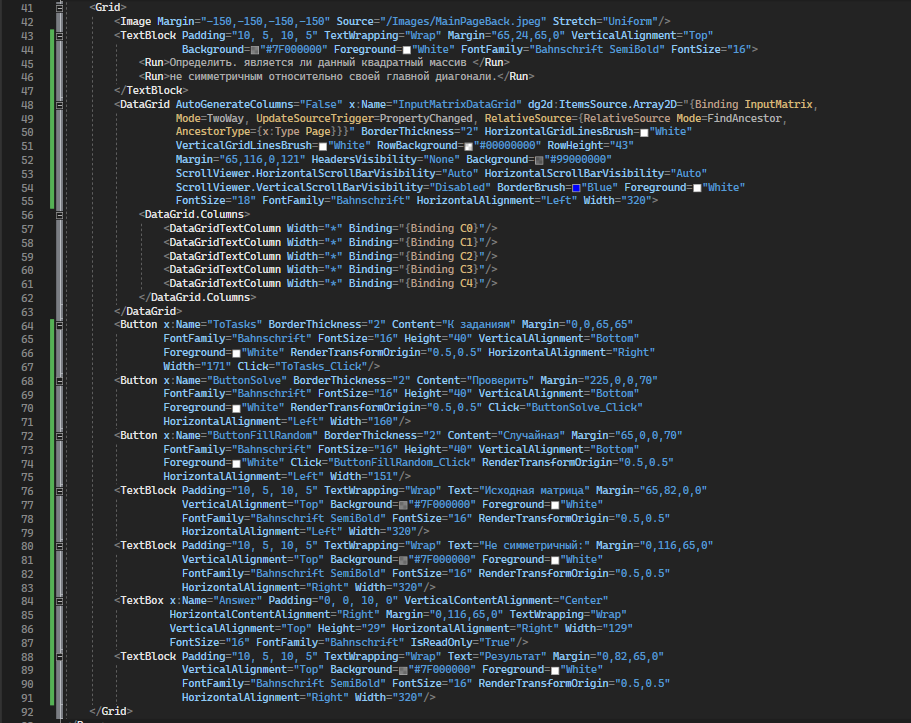 41 <Grid>
42 <Image Margin="-150,-150,-150,-150" Source="/Images/MainPageBack.jpeg" Stretch="Uniform"/>
43 <TextBlock Padding="10, 5, 10, 5" TextWrapping="Wrap" Margin="65,24,65,0" VerticalAlignment="Top"
44 Background="#7F000000" Foreground="White" FontFamily="Bahnschrift SemiBold" FontSize="16">
45 <Run>Определить. является ли данный квадратный массив </Run>
46 <Run>не симметричным относительно своей главной диагонали.</Run>
47 </TextBlock>
48 <DataGrid AutoGenerateColumns="False" x:Name="InputMatrixDataGrid" dg2d:ItemsSource.Array2D="{Binding InputMatrix,
49 Mode=TwoWay, UpdateSourceTrigger=PropertyChanged, RelativeSource={RelativeSource Mode=FindAncestor,
50 AncestorType={x:Type Page}}}" BorderThickness="2" HorizontalGridLinesBrush="White"
51 VerticalGridLinesBrush="White" RowBackground="#00000000" RowHeight="43"
52 Margin="65,116,0,121" HeadersVisibility="None" Background="#99000000"
53 ScrollViewer.HorizontalScrollBarVisibility="Auto" HorizontalScrollBarVisibility="Auto"
54 ScrollViewer.VerticalScrollBarVisibility="Disabled" BorderBrush="Blue" Foreground="White"
55 FontSize="18" FontFamily="Bahnschrift" HorizontalAlignment="Left" Width="320">
56 <DataGrid.Columns>
57 <DataGridTextColumn Width="*" Binding="{Binding C0}"/>
58 <DataGridTextColumn Width="*" Binding="{Binding C1}"/>
59 <DataGridTextColumn Width="*" Binding="{Binding C2}"/>
60 <DataGridTextColumn Width="*" Binding="{Binding C3}"/>
61 <DataGridTextColumn Width="*" Binding="{Binding C4}"/>
62 </DataGrid.Columns>
63 </DataGrid>
64 <Button x:Name="ToTasks" BorderThickness="2" Content="К заданиям" Margin="0,0,65,65"
65 FontFamily="Bahnschrift" FontSize="16" Height="40" VerticalAlignment="Bottom"
66 Foreground="White" RenderTransformOrigin="0.5,0.5" HorizontalAlignment="Right"
67 Width="171" Click="ToTasks_Click"/>
68 <Button x:Name="ButtonSolve" BorderThickness="2" Content="Проверить" Margin="225,0,0,70"
69 FontFamily="Bahnschrift" FontSize="16" Height="40" VerticalAlignment="Bottom"
70 Foreground="White" RenderTransformOrigin="0.5,0.5" Click="ButtonSolve_Click"
71 HorizontalAlignment="Left" Width="160"/>
72 <Button x:Name="ButtonFillRandom" BorderThickness="2" Content="Случайная" Margin="65,0,0,70"
73 FontFamily="Bahnschrift" FontSize="16" Height="40" VerticalAlignment="Bottom"
74 Foreground="White" Click="ButtonFillRandom_Click" RenderTransformOrigin="0.5,0.5"
75 HorizontalAlignment="Left" Width="151"/>
76 <TextBlock Padding="10, 5, 10, 5" TextWrapping="Wrap" Text="Исходная матрица" Margin="65,82,0,0"
77 VerticalAlignment="Top" Background="#7F000000" Foreground="White"
78 FontFamily="Bahnschrift SemiBold" FontSize="16" RenderTransformOrigin="0.5,0.5"
79 HorizontalAlignment="Left" Width="320"/>
80 <TextBlock Padding="10, 5, 10, 5" TextWrapping="Wrap" Text="Не симметричный:" Margin="0,116,65,0"
81 VerticalAlignment="Top" Background="#7F000000" Foreground="White"
82 FontFamily="Bahnschrift SemiBold" FontSize="16" RenderTransformOrigin="0.5,0.5"
83 HorizontalAlignment="Right" Width="320"/>
84 <TextBox x:Name="Answer" Padding="0, 0, 10, 0" VerticalContentAlignment="Center"
85 HorizontalContentAlignment="Right" Margin="0,116,65,0" TextWrapping="Wrap"
86 VerticalAlignment="Top" Height="29" HorizontalAlignment="Right" Width="129"
87 FontSize="16" FontFamily="Bahnschrift" IsReadOnly="True"/>
88 <TextBlock Padding="10, 5, 10, 5" TextWrapping="Wrap" Text="Результат" Margin="0,82,65,0"
89 VerticalAlignment="Top" Background="#7F000000" Foreground="White"
90 FontFamily="Bahnschrift SemiBold" FontSize="16" RenderTransformOrigin="0.5,0.5"
91 HorizontalAlignment="Right" Width="320"/>
92 </Grid>